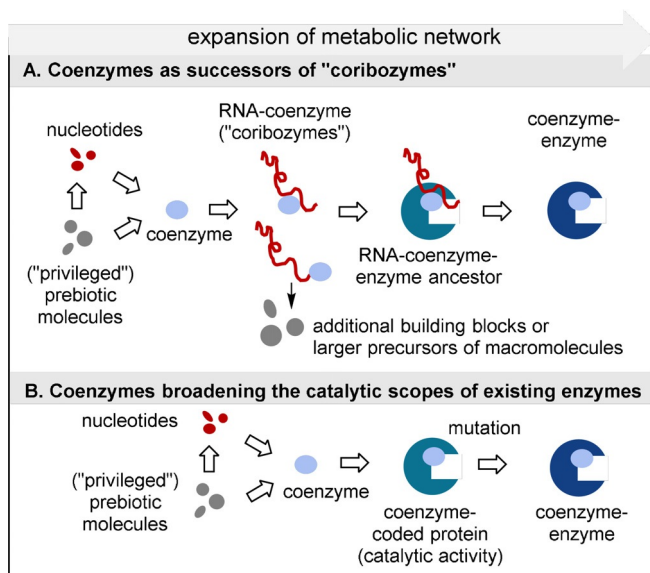 expansion of metabolic network
A. Coenzymes as successors of "coribozymes"
nucleotides
RNA-coenzyme
("coribozymes")
coenzyme-
enzyme
coenzyme
("privileged")
prebiotic
molecules
RNA-coenzyme-
enzyme ancestor
additional building blocks or
larger precursors of macromolecules
B. Coenzymes broadening the catalytic scopes of existing enzymes
nucleotides
mutation
("privileged")
prebiotic
molecules
coenzyme
coenzyme-
coded protein
(catalytic activity)
coenzyme-
enzyme